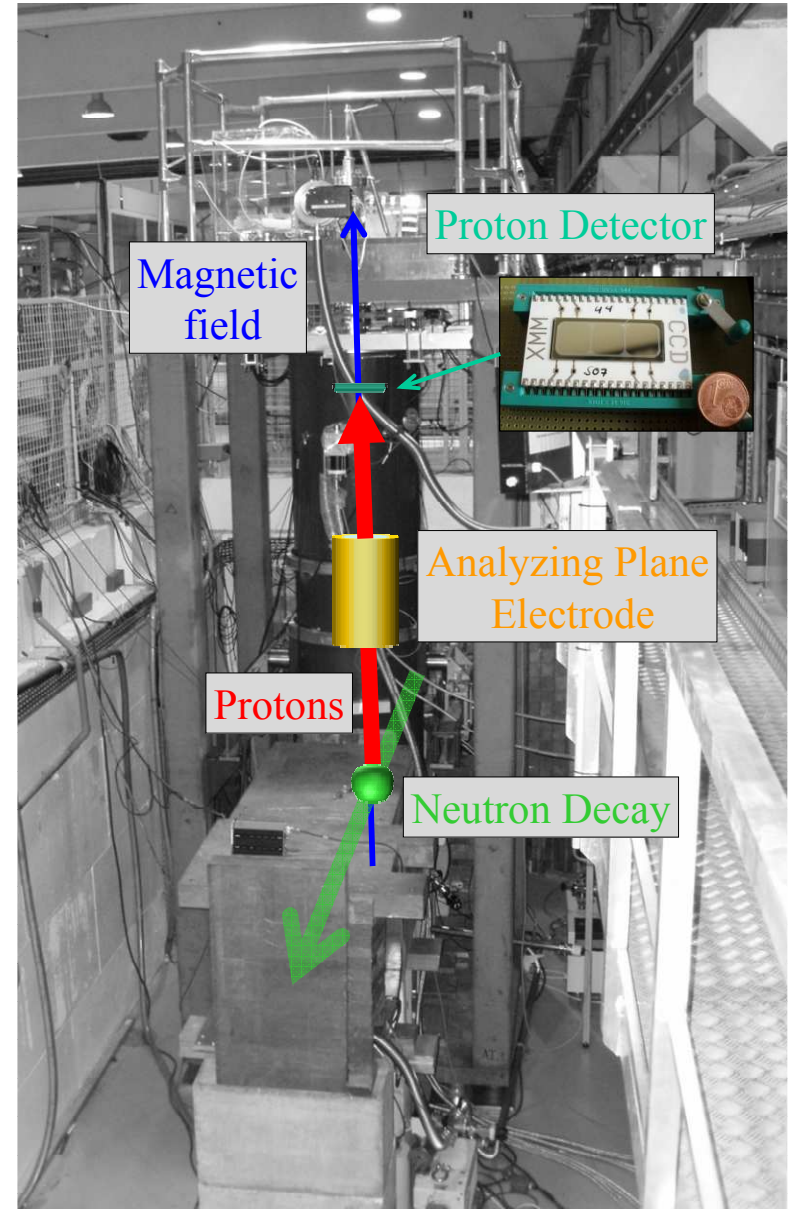 Proton Detector
Magnetic
field
XMM
44
507
CCD
Analyzing Plane
Electrode
Protons
Neutron Decay